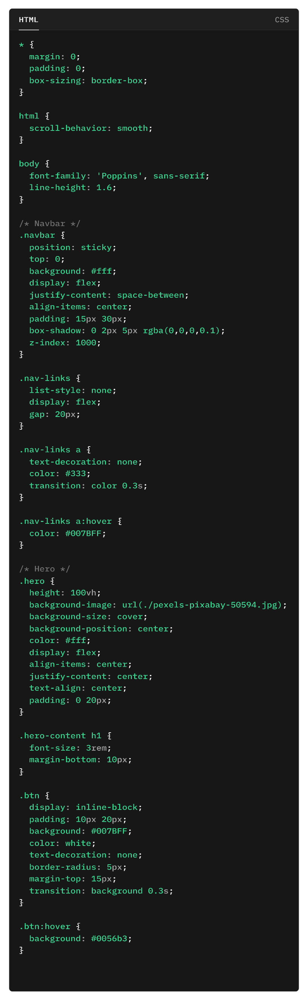 HTML
CSS
* {
  margin: 0;
  padding: 0;
  box-sizing: border-box;
}

html {
  scroll-behavior: smooth;
}

body {
  font-family: 'Poppins', sans-serif;
  line-height: 1.6;
}

/* Navbar */
.navbar {
  position: sticky;
  top: 0;
  background: #fff;
  display: flex;
  justify-content: space-between;
  align-items: center;
  padding: 15px 30px;
  box-shadow: 0 2px 5px rgba(0,0,0,0.1);
  z-index: 1000;
}

.nav-links {
  list-style: none;
  display: flex;
  gap: 20px;
}

.nav-links a {
  text-decoration: none;
  color: #333;
  transition: color 0.3s;
}

.nav-links a:hover {
  color: #007BFF;
}

/* Hero */
.hero {
  height: 100vh;
  background-image: url(./pexels-pixabay-50594.jpg);
  background-size: cover;
  background-position: center;
  color: #fff;
  display: flex;
  align-items: center;
  justify-content: center;
  text-align: center;
  padding: 0 20px;
}

.hero-content h1 {
  font-size: 3rem;
  margin-bottom: 10px;
}

.btn {
  display: inline-block;
  padding: 10px 20px;
  background: #007BFF;
  color: white;
  text-decoration: none;
  border-radius: 5px;
  margin-top: 15px;
  transition: background 0.3s;
}

.btn:hover {
  background: #0056b3;
}